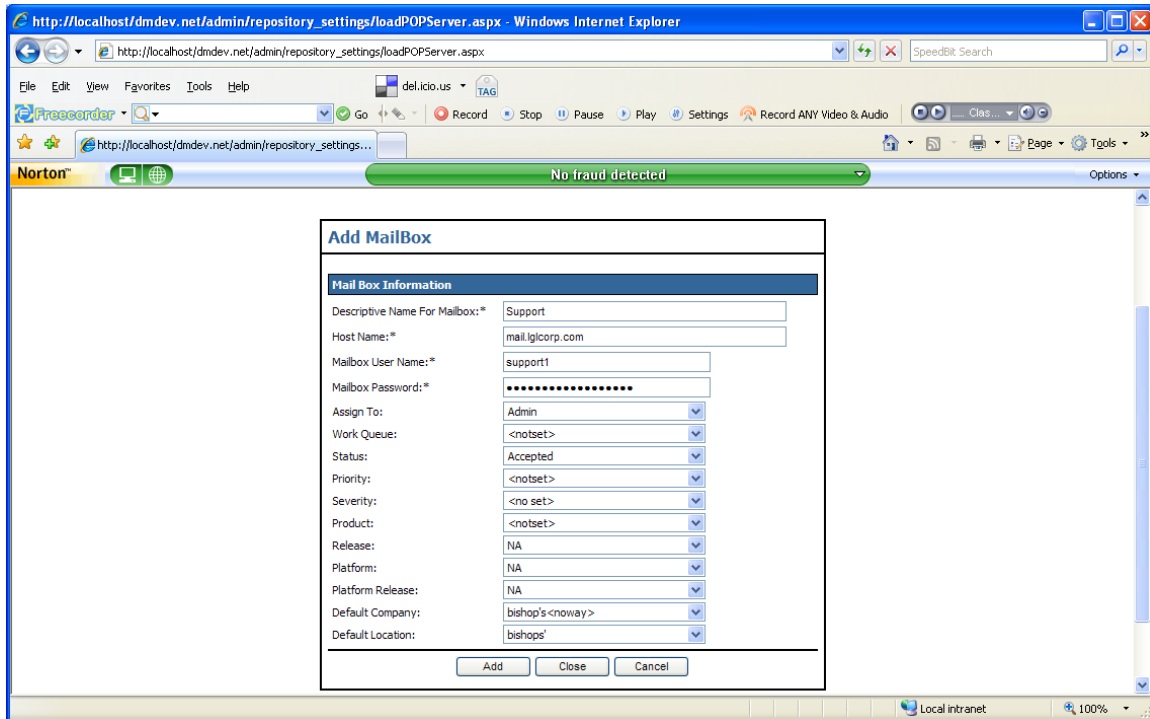 http://localhost/dmdev.net/admin/repository_settings/loadPOPServer.aspx - Windows Internet Explorer
http://localhost/dmdev.net/admin/repository_settings/loadPOPServer.aspx SpeedBit Search
File Edit View Favorites Tools Help del.icio.us TAG
Freecorder Go Record Stop Pause Play Settings Record ANY Video & Audio Clas...
http://localhost/dmdev.net/admin/repository_settings... Page Tools »
Norton™ No fraud detected Options
Add MailBox
Mail Box Information
Descriptive Name For Mailbox:* Support
Host Name:* mail.lglcorp.com
Mailbox User Name:* support1
Mailbox Password:* ••••••••••••••••••
Assign To: Admin
Work Queue: <notset>
Status: Accepted
Priority: <notset>
Severity: <no set>
Product: <notset>
Release: NA
Platform: NA
Platform Release: NA
Default Company: bishop's<noway>
Default Location: bishops'
Add Close Cancel
Local intranet 100%